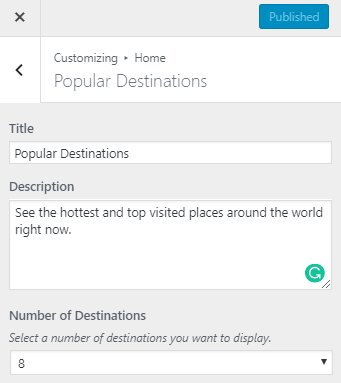 Published
Customizing ▸ Home
Popular Destinations
Title
Popular Destinations
Description
See the hottest and top visited places around the world
right now.
Number of Destinations
Select a number of destinations you want to display.
8